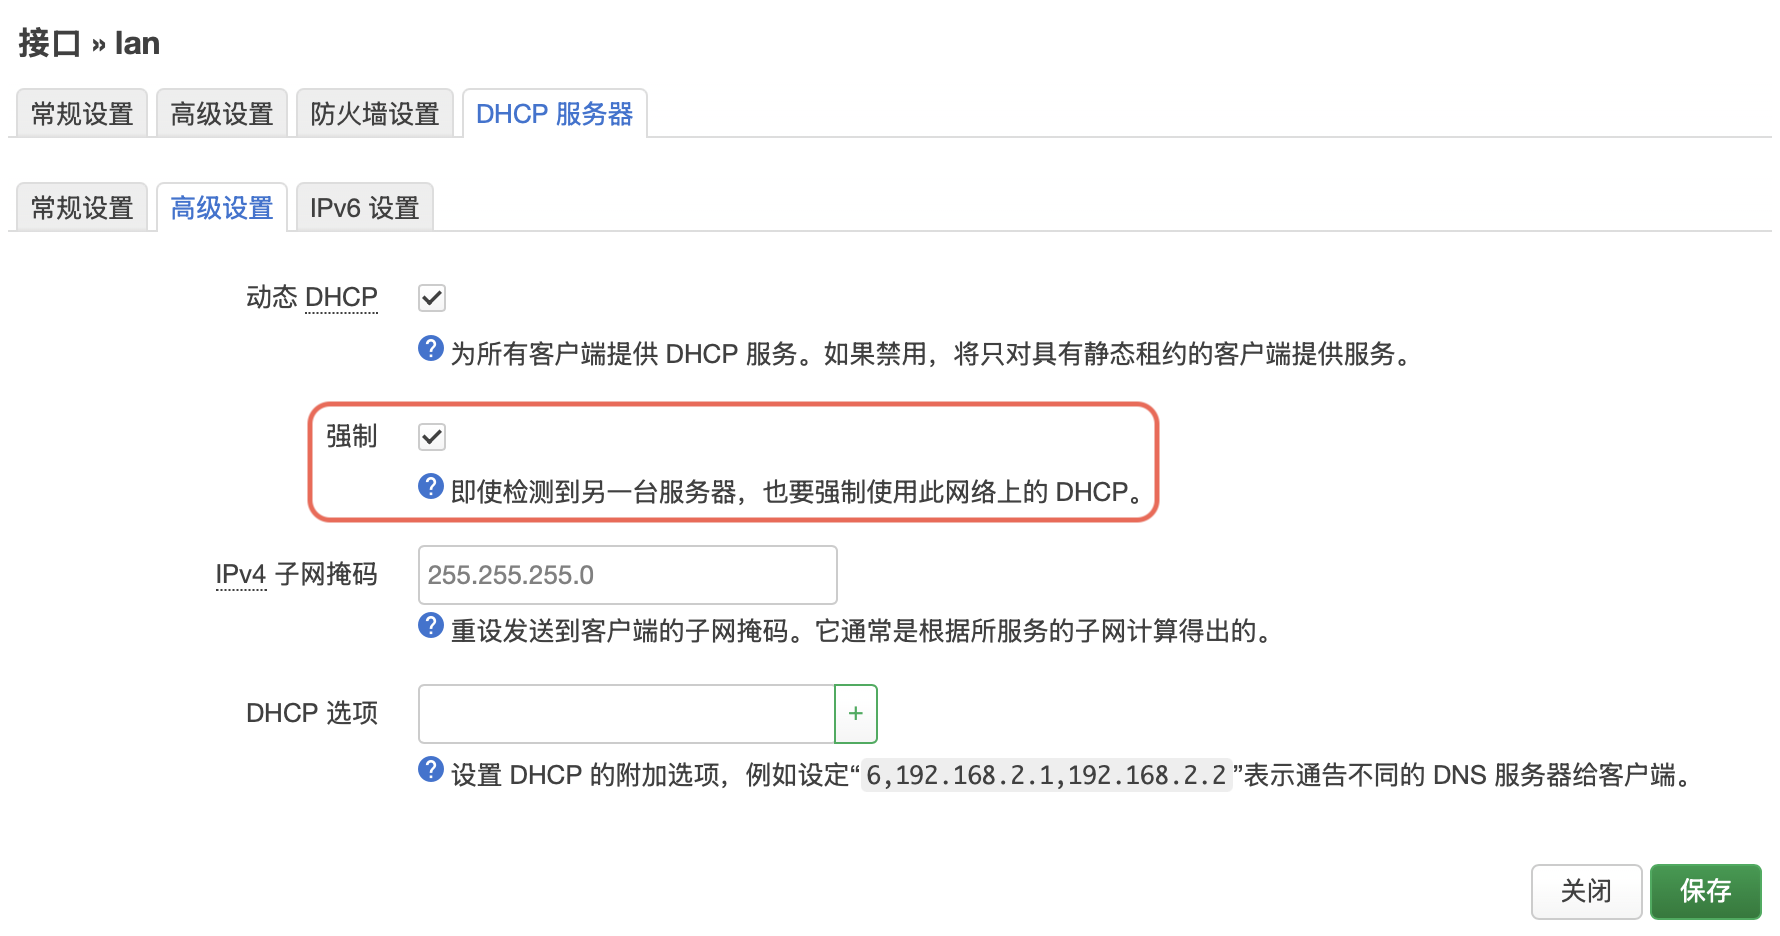 接口 » lan
常规设置 高级设置 防火墙设置 DHCP 服务器
常规设置 高级设置 IPv6 设置
动态 DHCP
为所有客户端提供 DHCP 服务。如果禁用，将只对具有静态租约的客户端提供服务。
强制
即使检测到另一台服务器，也要强制使用此网络上的 DHCP。
IPv4 子网掩码 255.255.255.0
重设发送到客户端的子网掩码。它通常是根据所服务的子网计算得出的。
DHCP 选项 +
设置 DHCP 的附加选项，例如设定“6,192.168.2.1,192.168.2.2”表示通告不同的 DNS 服务器给客户端。
关闭 保存